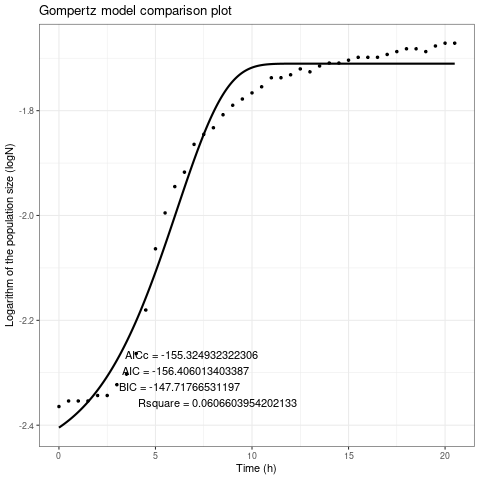 Gompertz model comparison plot
Logarithm of the population size (logN)
-1.8
-2.0
-2.2
-2.4
AICc = -155.324932322306
AIC = -156.406013403387
BIC = -147.71766531197
Rsquare = 0.0606603954202133
0 5 10 15 20
Time (h)